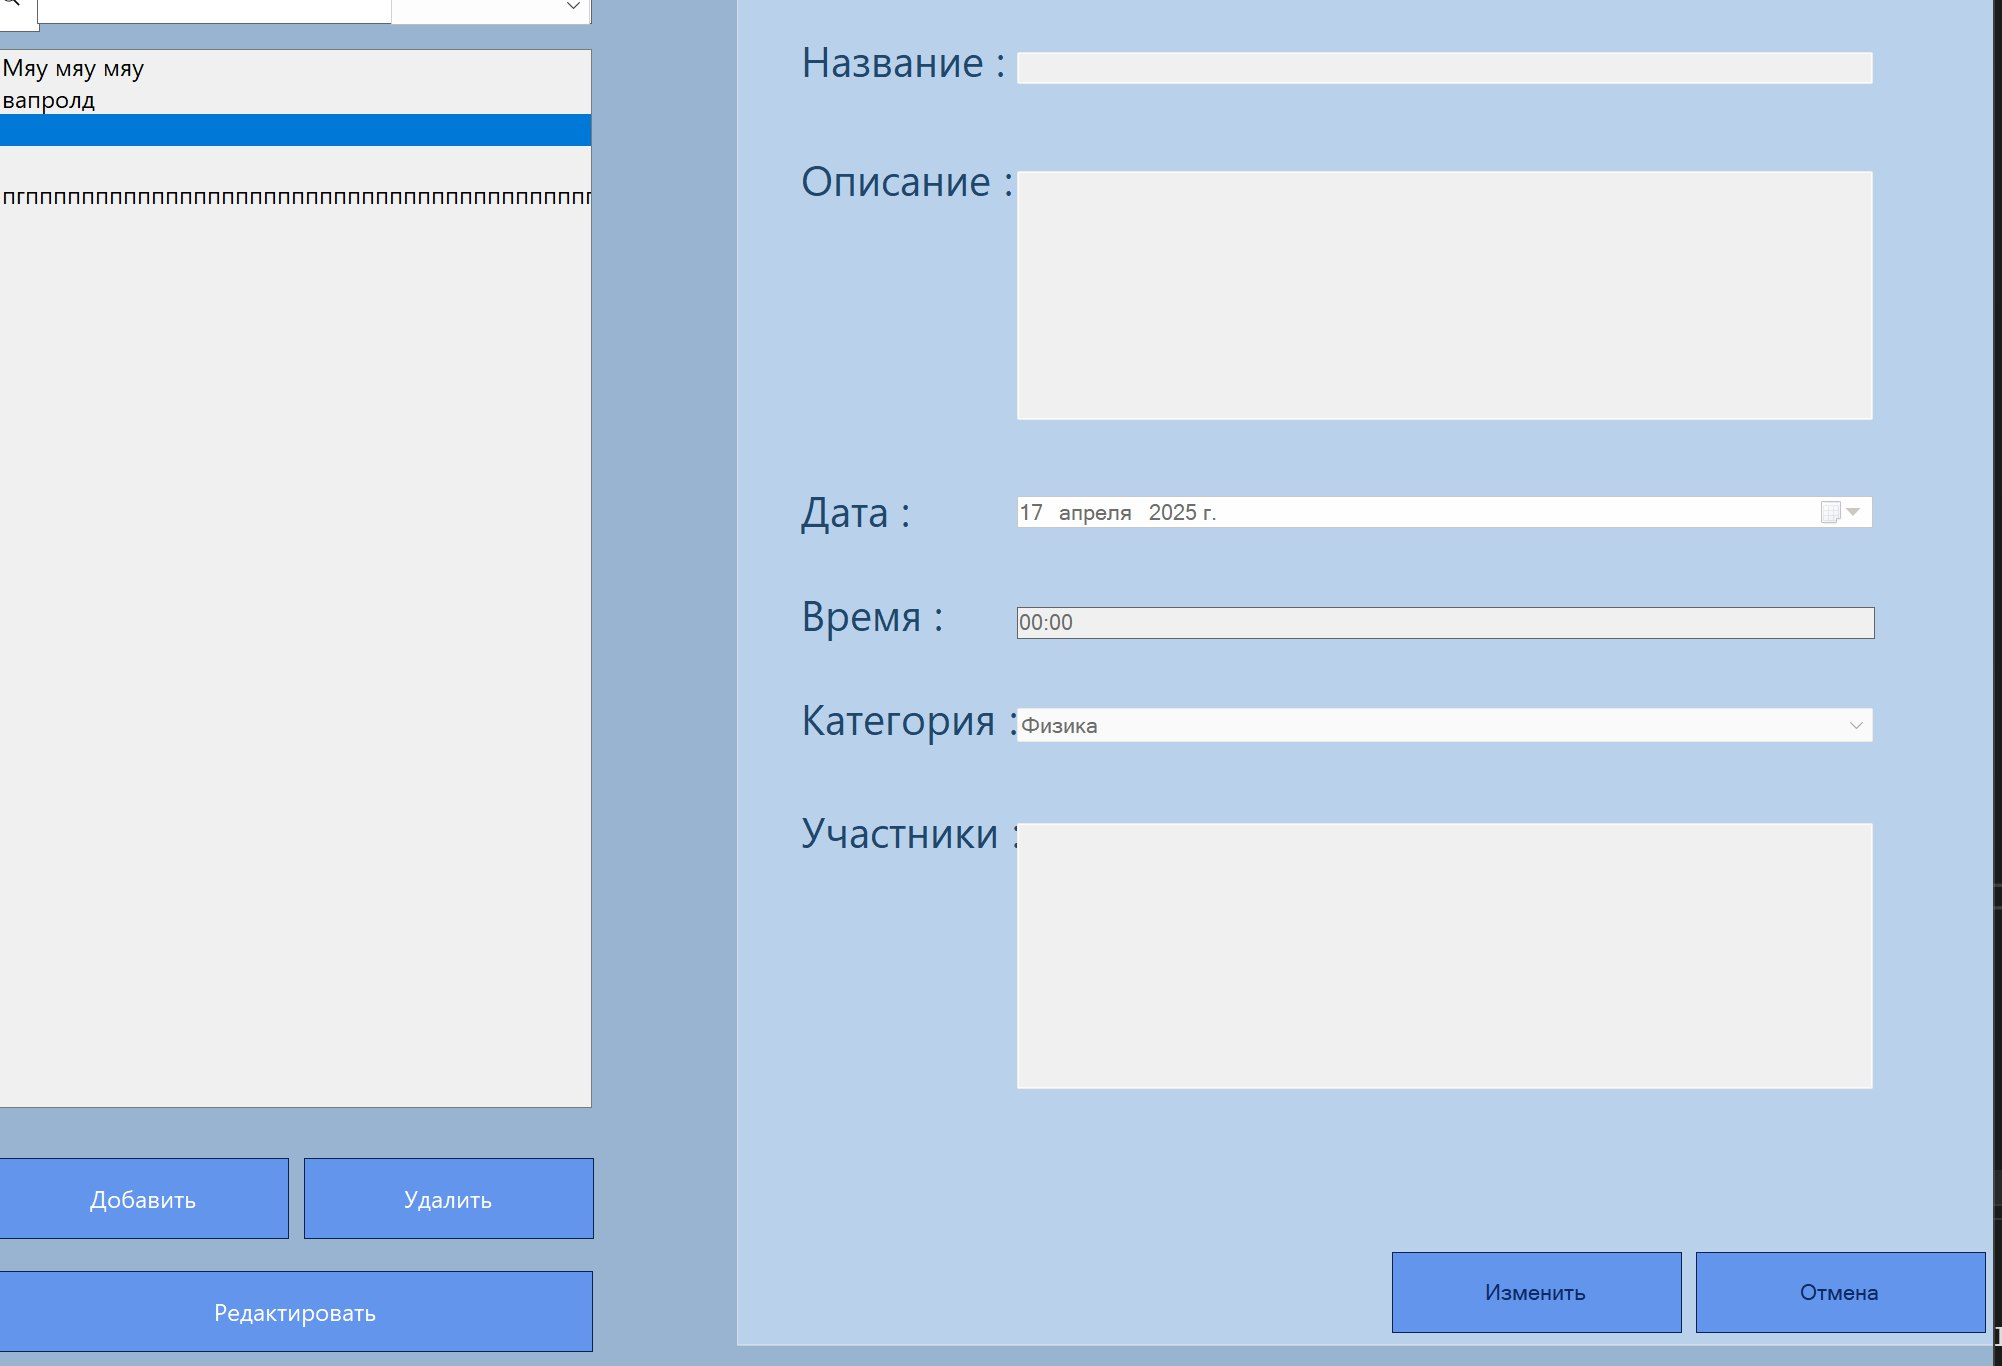 Мяу мяу мяу
вапролд
Название :
Описание :
Дата :
17 апреля 2025 г.
Время :
00:00
Категория :
Физика
Участники :
Добавить
Удалить
Редактировать
Изменить
Отмена